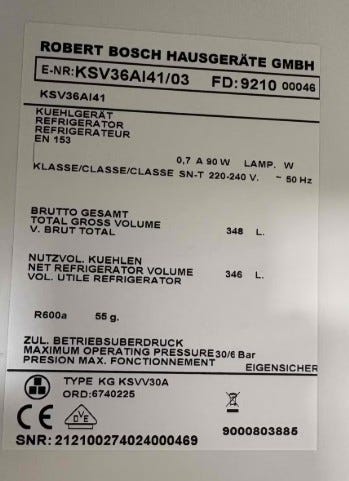 ROBERT BOSCH HAUSGERÄTE GMBH
E-NR: KSV36AI41/03 FD: 9210 00046
KSV36AI41
KUEHLGERÄT
REFRIGERATOR
REFRIGERATEUR
EN 153
0,7 A 90 W LAMP. W
KLASSE/CLASSE/CLASSE SN-T 220-240 V. ~ 50 Hz
BRUTTO GESAMT
TOTAL GROSS VOLUME 348 L.
V. BRUT TOTAL
NUTZVOL. KUEHLEN
NET REFRIGERATOR VOLUME 346 L.
VOL. UTILE REFRIGERATOR
R600a 55 g.
ZUL. BETRIEBSUBERDRUCK
MAXIMUM OPERATING PRESSURE 30/6 Bar
PRESION MAX. FONCTIONNEMENT
EIGENSICHER
TYPE KG KSVV30A
ORD:6740225
CE VDE
9000803885
SNR: 212100274024000469